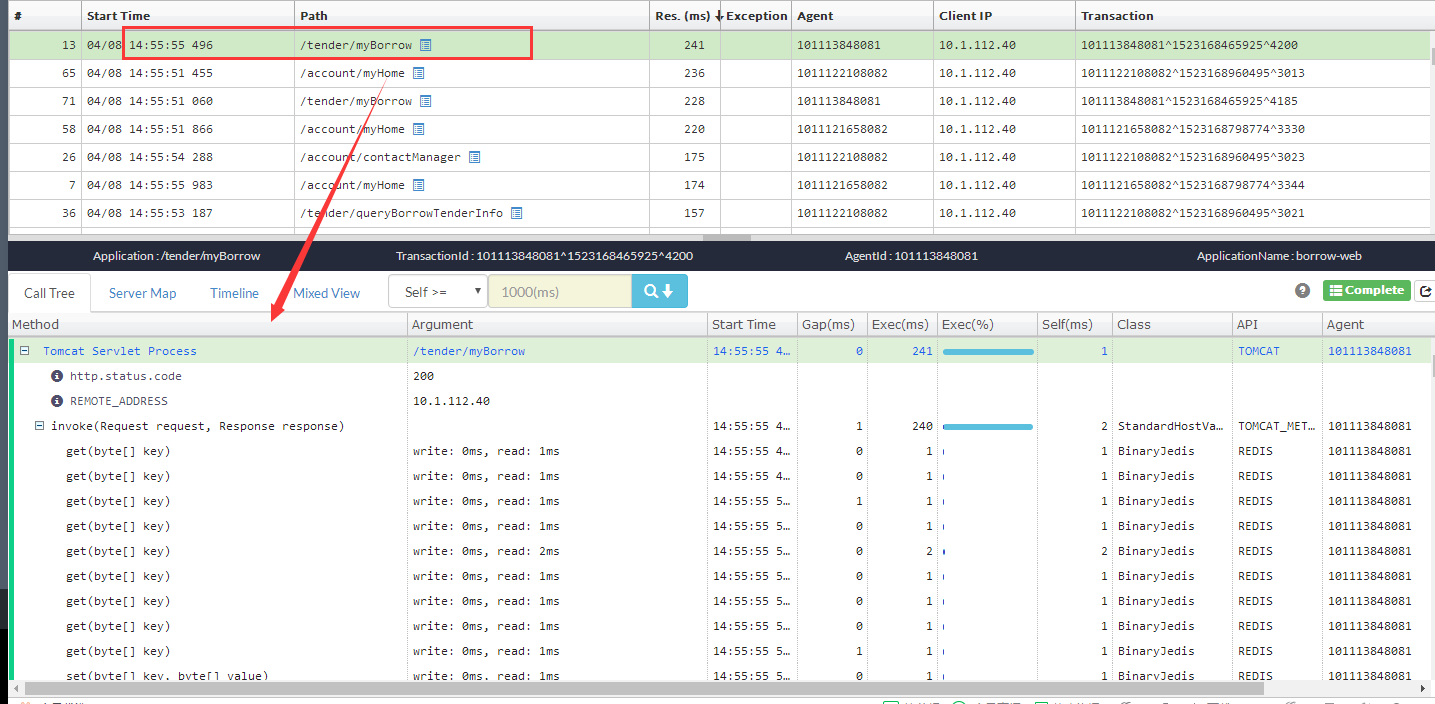 # Start Time Path Res. (ms) Exception Agent Client IP Transaction
13 04/08 14:55:55 496 /tender/myBorrow 241 101113848081 10.1.112.40 101113848081^1523168465925^4200
65 04/08 14:55:51 455 /account/myHome 236 1011122108082 10.1.112.40 1011122108082^1523168960495^3013
71 04/08 14:55:51 060 /tender/myBorrow 228 101113848081 10.1.112.40 101113848081^1523168465925^4185
58 04/08 14:55:51 866 /account/myHome 220 1011121658082 10.1.112.40 1011121658082^1523168798774^3330
26 04/08 14:55:54 288 /account/contactManager 175 1011122108082 10.1.112.40 1011122108082^1523168960495^3023
7 04/08 14:55:55 983 /account/myHome 174 1011121658082 10.1.112.40 1011121658082^1523168798774^3344
36 04/08 14:55:53 187 /tender/queryBorrowTenderInfo 157 1011122108082 10.1.112.40 1011122108082^1523168960495^3021
Application : /tender/myBorrow TransactionId : 101113848081^1523168465925^4200 AgentId : 101113848081 ApplicationName : borrow-web
Call Tree Server Map Timeline Mixed View Self >= 1000(ms) Complete
Method Argument Start Time Gap(ms) Exec(ms) Exec(%) Self(ms) Class API Agent
Tomcat Servlet Process /tender/myBorrow 14:55:55 4... 0 241 1 TOMCAT 101113848081
http.status.code 200
REMOTE_ADDRESS 10.1.112.40
invoke(Request request, Response response) 14:55:55 4... 1 240 2 StandardHostVa... TOMCAT_MET... 101113848081
get(byte[] key) write: 0ms, read: 1ms 14:55:55 4... 0 1 1 BinaryJedis REDIS 101113848081
get(byte[] key) write: 0ms, read: 1ms 14:55:55 4... 0 1 1 BinaryJedis REDIS 101113848081
get(byte[] key) write: 0ms, read: 1ms 14:55:55 5... 1 1 1 BinaryJedis REDIS 101113848081
get(byte[] key) write: 0ms, read: 1ms 14:55:55 5... 0 1 1 BinaryJedis REDIS 101113848081
get(byte[] key) write: 0ms, read: 2ms 14:55:55 5... 0 2 2 BinaryJedis REDIS 101113848081
get(byte[] key) write: 0ms, read: 1ms 14:55:55 5... 0 1 1 BinaryJedis REDIS 101113848081
get(byte[] key) write: 0ms, read: 1ms 14:55:55 5... 0 1 1 BinaryJedis REDIS 101113848081
get(byte[] key) write: 0ms, read: 1ms 14:55:55 5... 0 1 1 BinaryJedis REDIS 101113848081
get(byte[] key) write: 0ms, read: 1ms 14:55:55 5... 1 1 1 BinaryJedis REDIS 101113848081
set(byte[] key, byte[] value) write: 0ms, read: 1ms 14:55:55 5... 0 1 1 BinaryJedis REDIS 101113848081